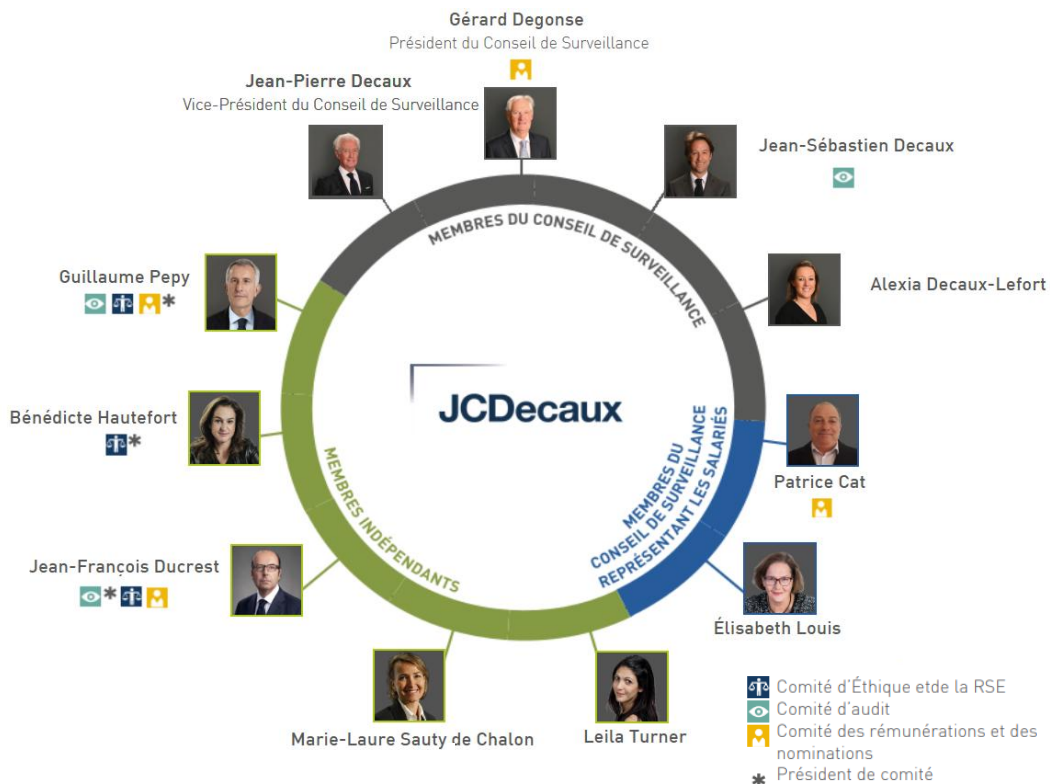 Gérard Degonse
Président du Conseil de Surveillance
Jean-Pierre Decaux
Vice-Président du Conseil de Surveillance
Jean-Sébastien Decaux
MEMBRES DU CONSEIL DE SURVEILLANCE
Guillaume Pepy
*
Alexia Decaux-Lefort
JCDecaux
Bénédicte Hautefort
*
MEMBRES DU
CONSEIL DE SURVEILLANCE
REPRÉSENTANT LES SALARIÉS
Patrice Cat
MEMBRES INDÉPENDANTS
Jean-François Ducrest
*
Élisabeth Louis
Marie-Laure Sauty de Chalon
Leila Turner
Comité d'Éthique etde la RSE
Comité d'audit
Comité des rémunérations et des
nominations
* Président de comité